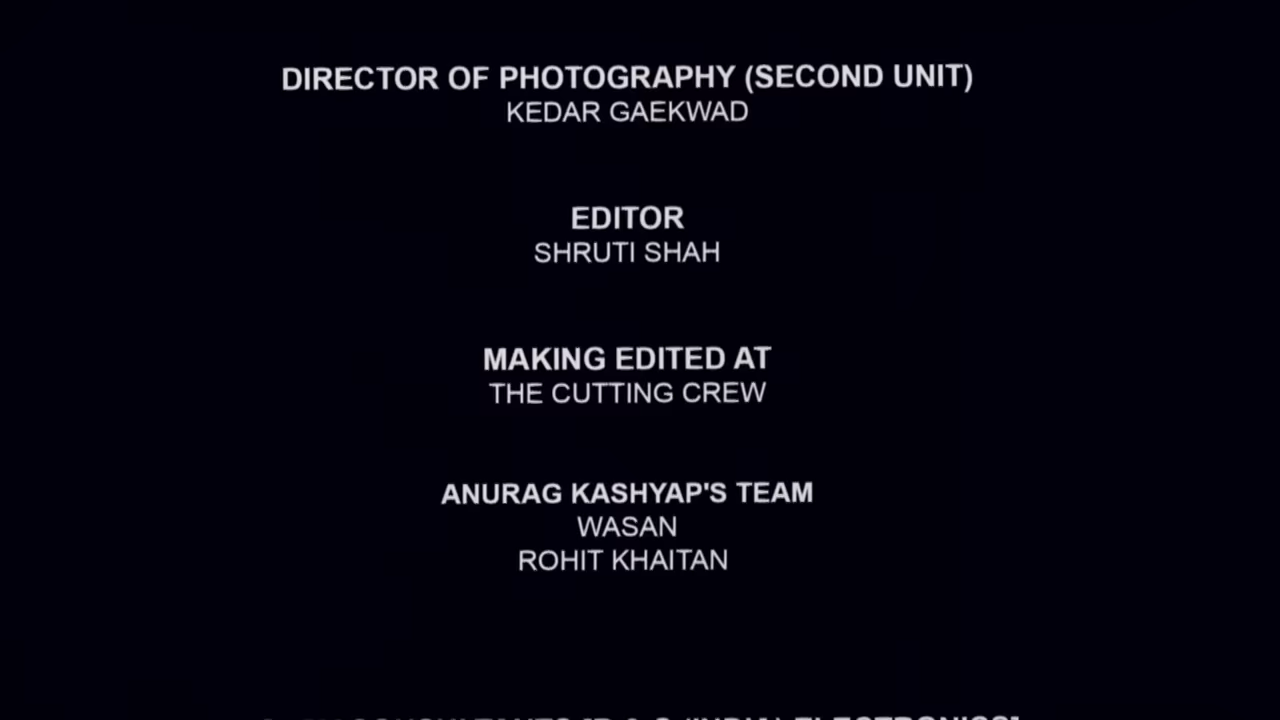 DIRECTOR OF PHOTOGRAPHY (SECOND UNIT)
KEDAR GAEKWAD
EDITOR
SHRUTI SHAH
MAKING EDITED AT
THE CUTTING CREW
ANURAG KASHYAP'S TEAM
WASAN
ROHIT KHAITAN